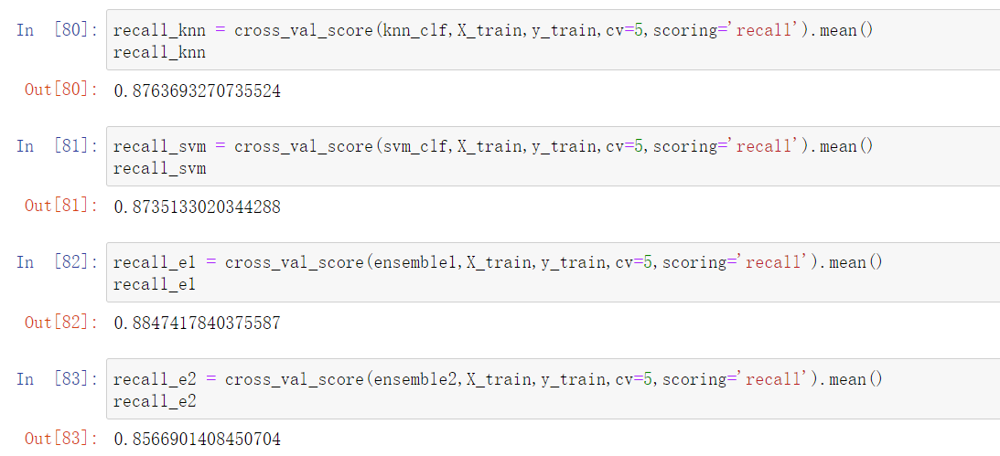 In [80]: recall_knn = cross_val_score(knn_clf,X_train,y_train,cv=5,scoring='recall').mean()
recall_knn
Out[80]: 0.8763693270735524
In [81]: recall_svm = cross_val_score(svm_clf,X_train,y_train,cv=5,scoring='recall').mean()
recall_svm
Out[81]: 0.8735133020344288
In [82]: recall_e1 = cross_val_score(ensemble1,X_train,y_train,cv=5,scoring='recall').mean()
recall_e1
Out[82]: 0.8847417840375587
In [83]: recall_e2 = cross_val_score(ensemble2,X_train,y_train,cv=5,scoring='recall').mean()
recall_e2
Out[83]: 0.8566901408450704